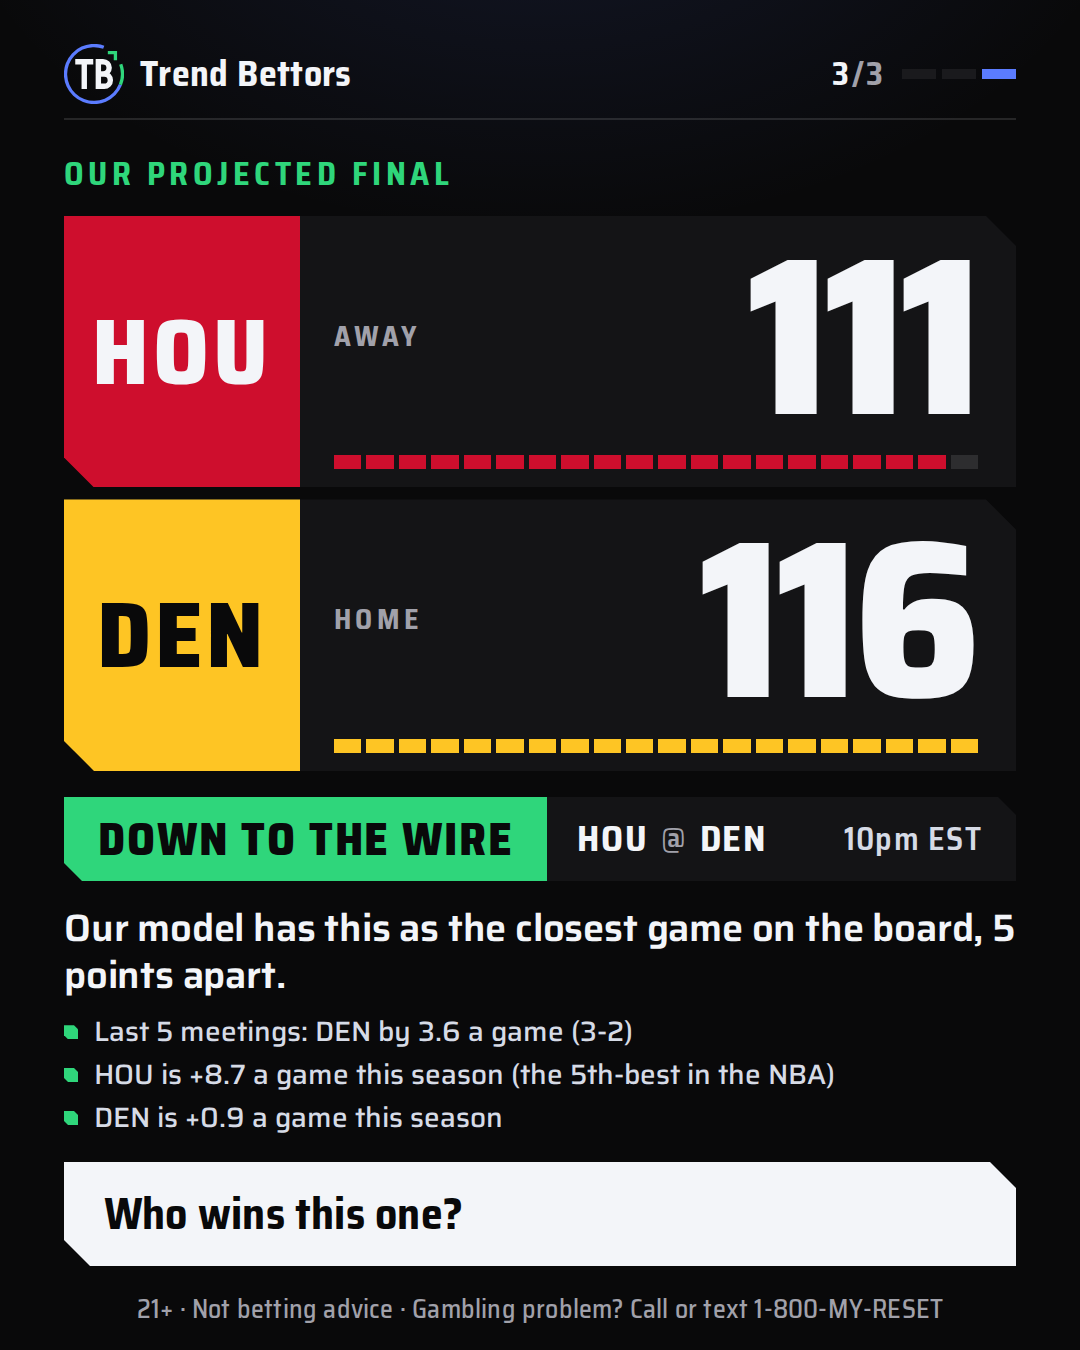 TB Trend Bettors
3/3
OUR PROJECTED FINAL
HOU
AWAY
111
DEN
HOME
116
DOWN TO THE WIRE
HOU @ DEN
10pm EST
Our model has this as the closest game on the board, 5
points apart.
Last 5 meetings: DEN by 3.6 a game (3-2)
HOU is +8.7 a game this season (the 5th-best in the NBA)
DEN is +0.9 a game this season
Who wins this one?
21+ · Not betting advice · Gambling problem? Call or text 1-800-MY-RESET